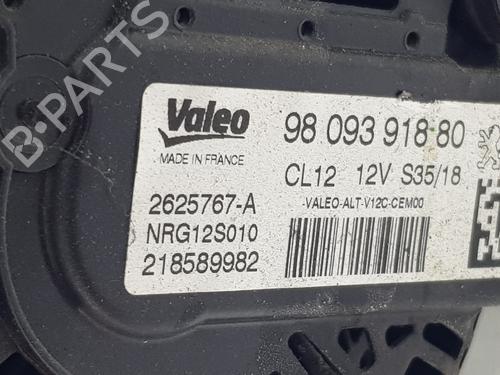 B-PARTS
Valeo
MADE IN FRANCE
98 093 918 80
CL12 12V S35/18
-VALEO-ALT-V12C-CEM00
2625767-A
NRG12S010
218589982